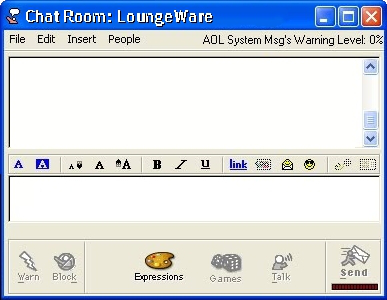 Chat Room: LoungeWare
File Edit Insert People AOL System Msg's Warning Level: 0%
A A A A A B I U link
Warn Block Expressions Games Talk Send